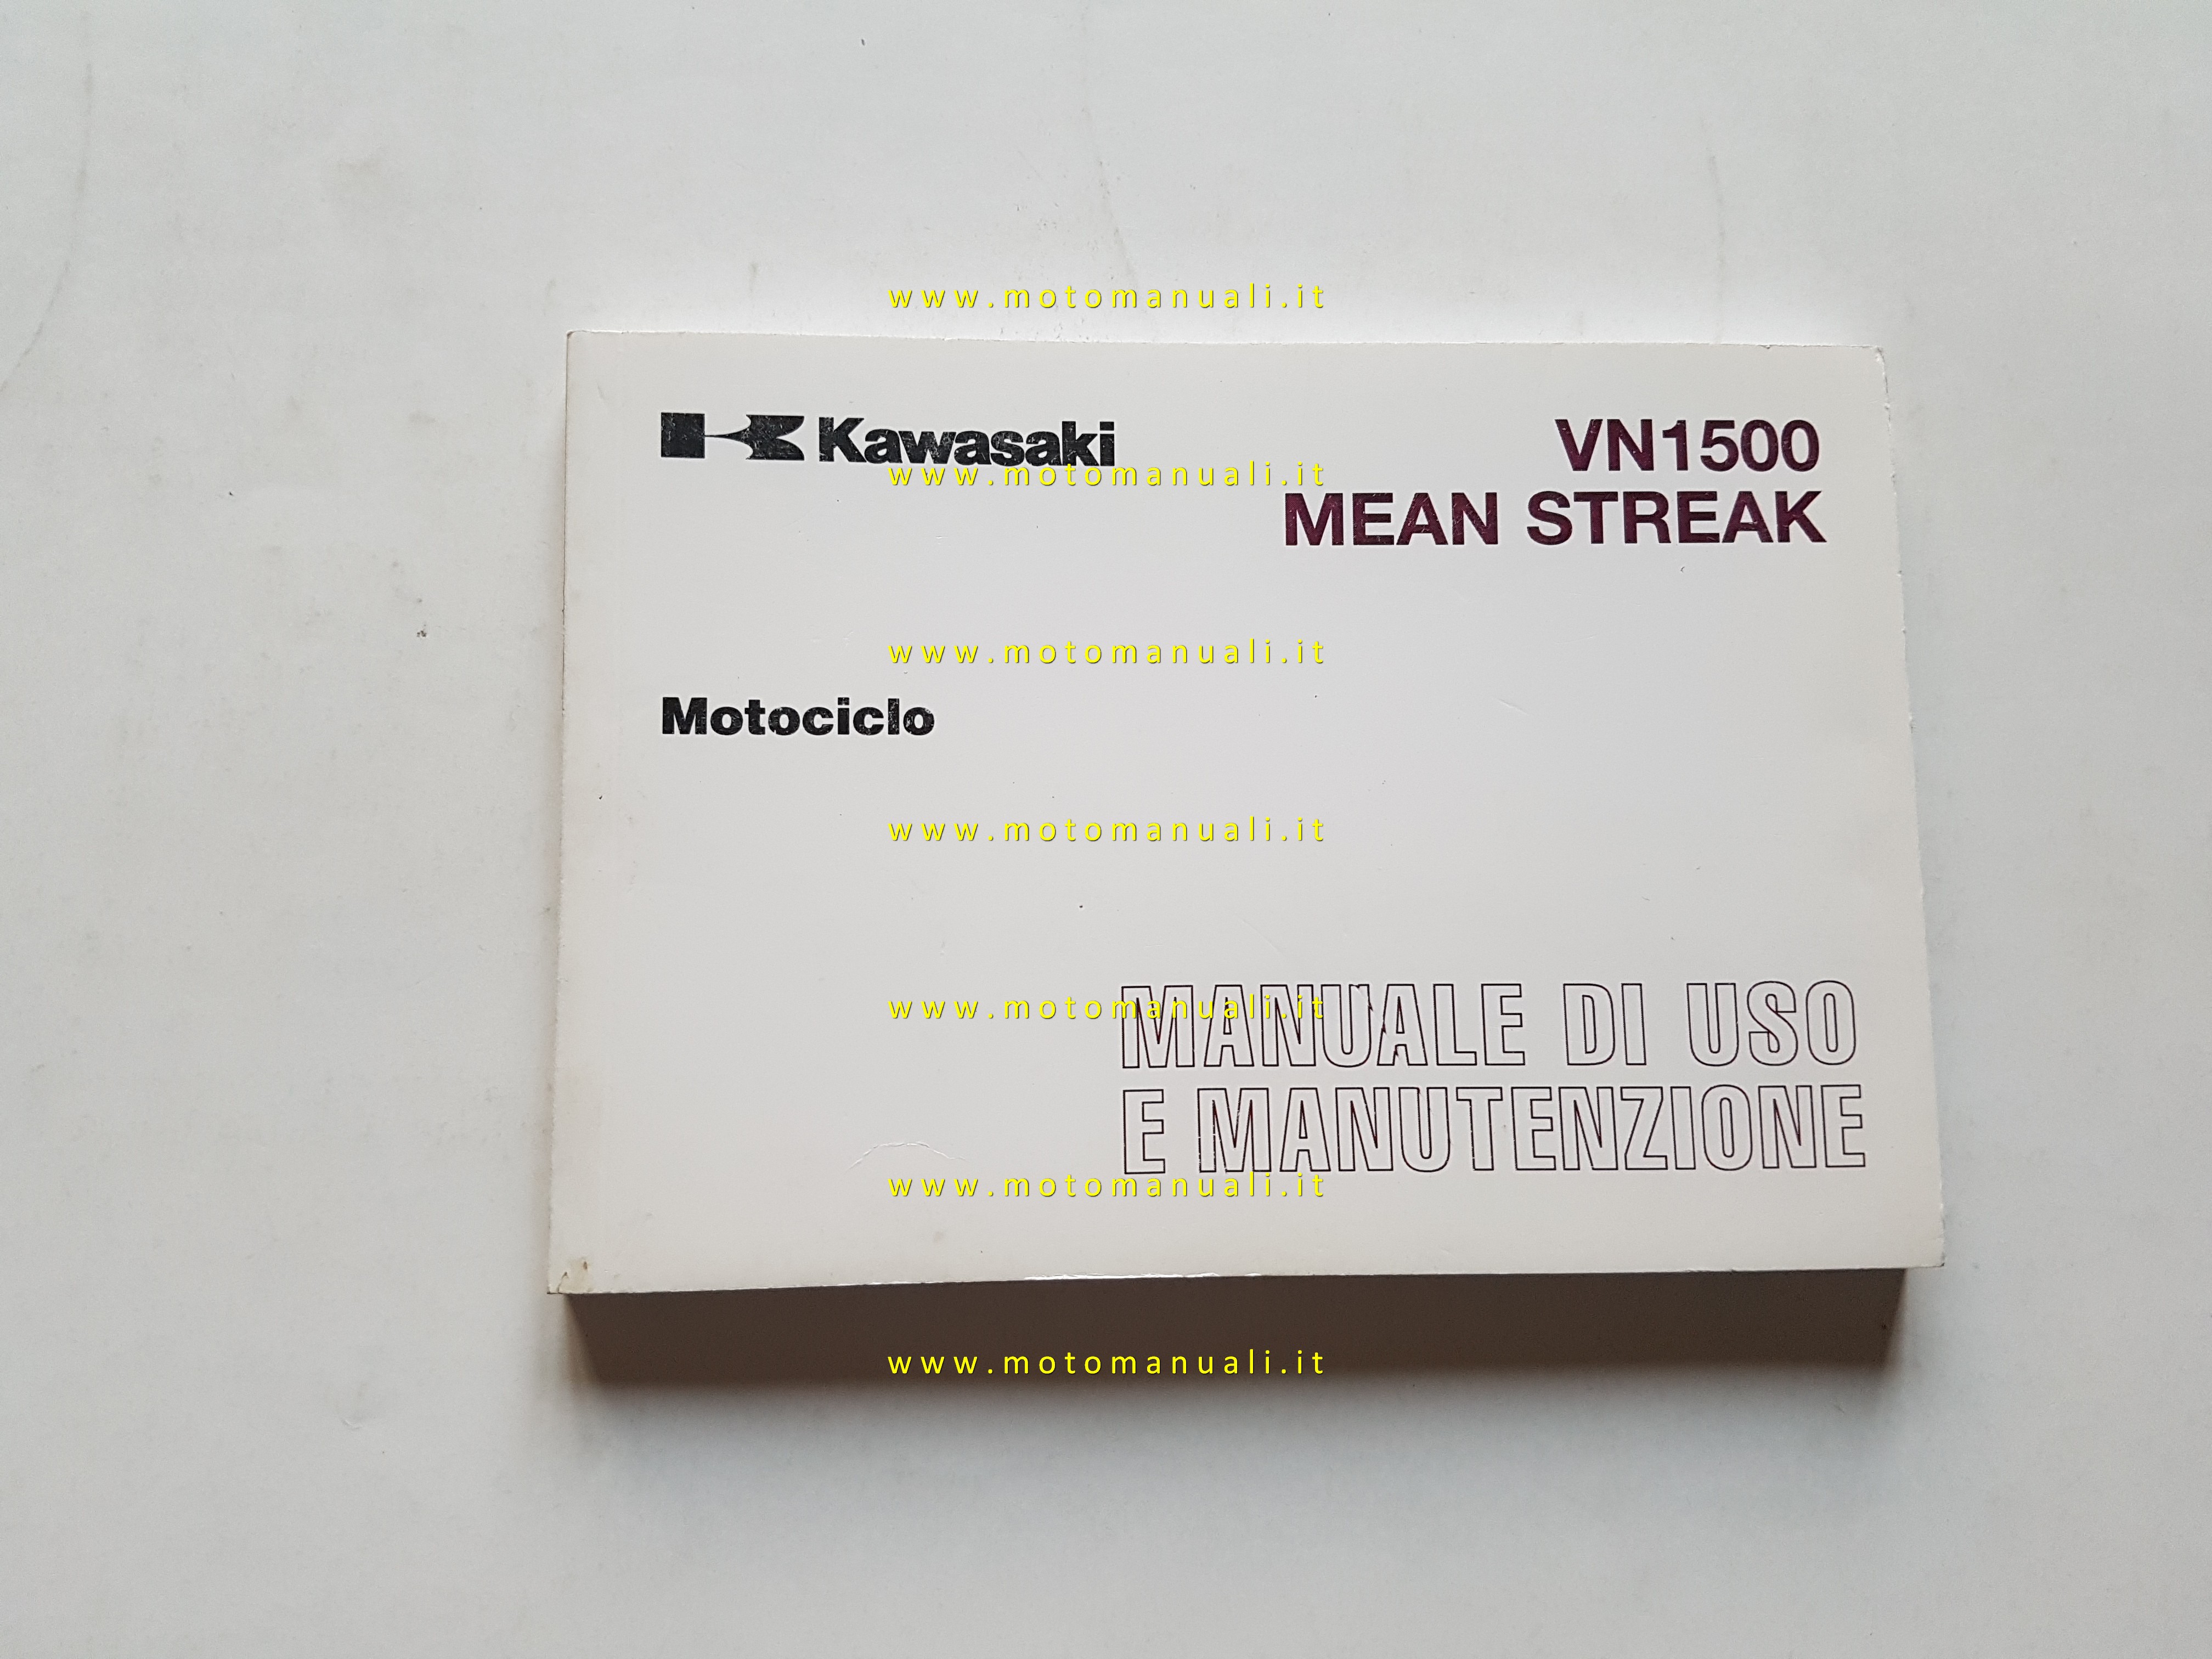 www.motomanuali.it
Kawasaki
VN1500
www.motomanuali.it
MEAN STREAK
www.motomanuali.it
Motociclo
www.motomanuali.it
MANUALE DI USO
www.motomanuali.it
E MANUTENZIONE
www.motomanuali.it
www.motomanuali.it